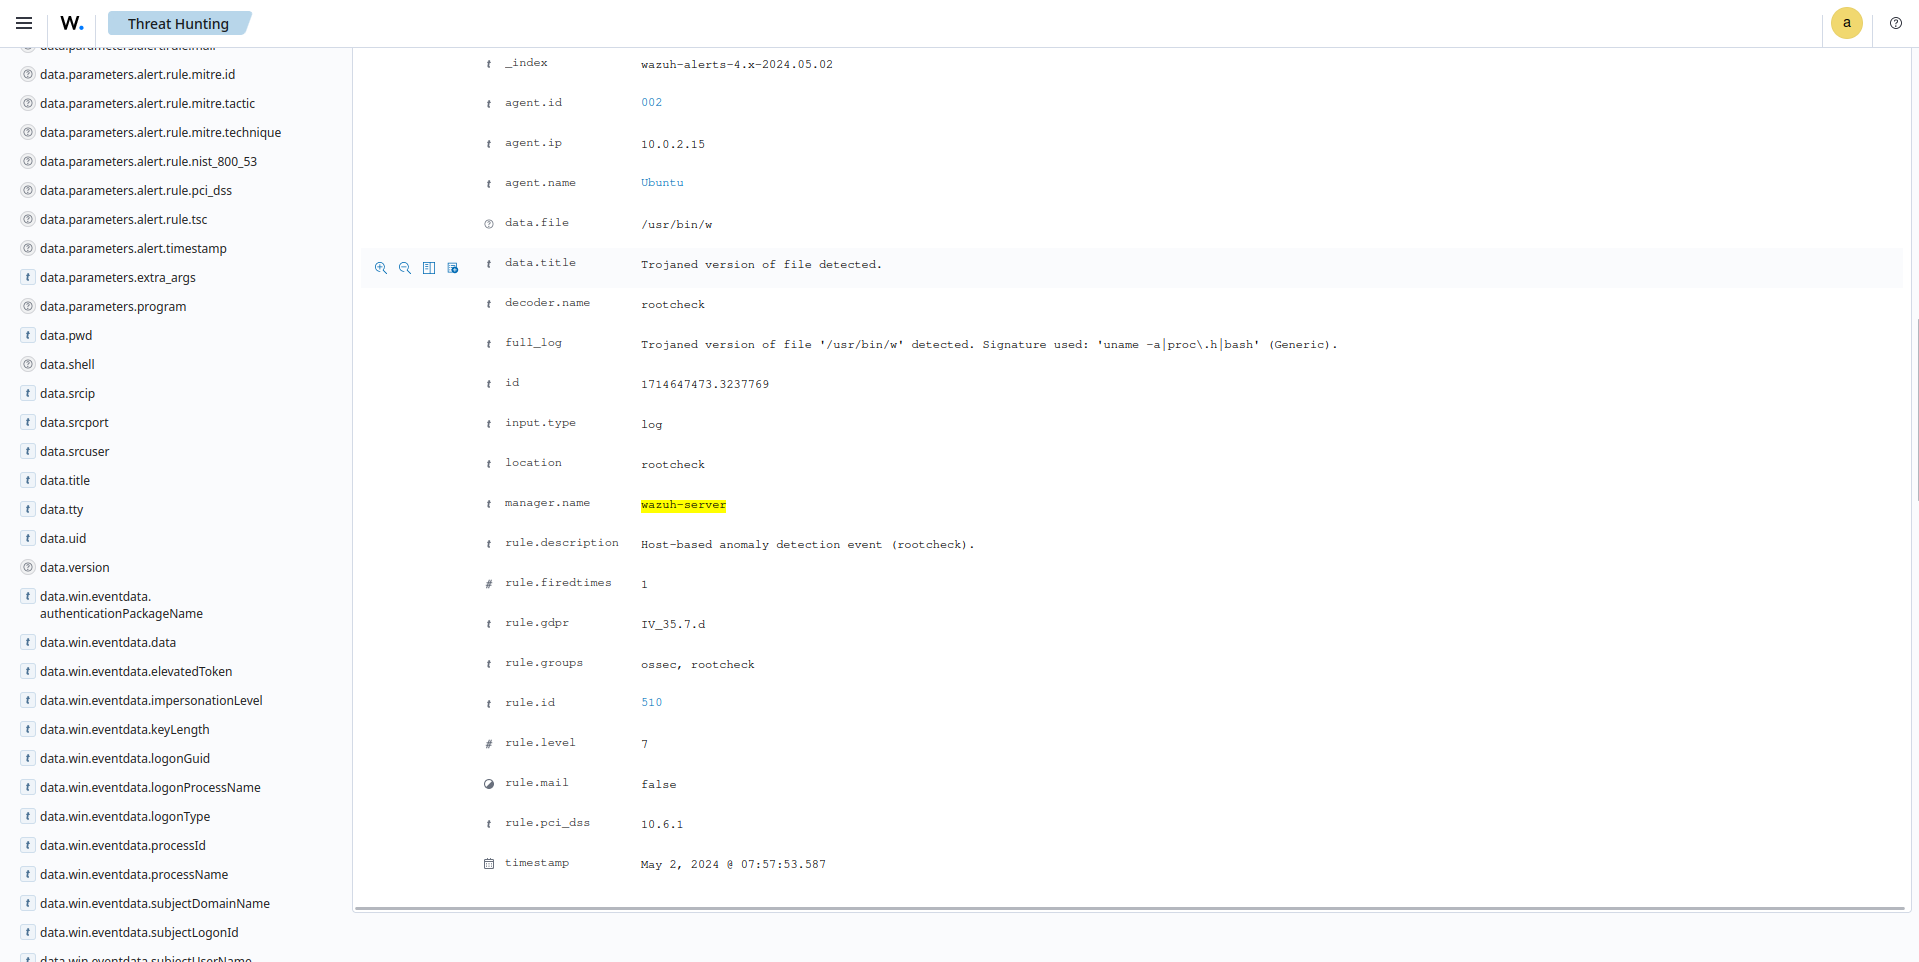 W.
Threat Hunting
a
data.parameters.alert.rule.mail
data.parameters.alert.rule.mitre.id
data.parameters.alert.rule.mitre.tactic
data.parameters.alert.rule.mitre.technique
data.parameters.alert.rule.nist_800_53
data.parameters.alert.rule.pci_dss
data.parameters.alert.rule.tsc
data.parameters.alert.timestamp
data.parameters.extra_args
data.parameters.program
data.pwd
data.shell
data.srcip
data.srcport
data.srcuser
data.title
data.tty
data.uid
data.version
data.win.eventdata.
authenticationPackageName
data.win.eventdata.data
data.win.eventdata.elevatedToken
data.win.eventdata.impersonationLevel
data.win.eventdata.keyLength
data.win.eventdata.logonGuid
data.win.eventdata.logonProcessName
data.win.eventdata.logonType
data.win.eventdata.processId
data.win.eventdata.processName
data.win.eventdata.subjectDomainName
data.win.eventdata.subjectLogonId
data.win.eventdata.subjectUserName
t _index wazuh-alerts-4.x-2024.05.02
t agent.id 002
t agent.ip 10.0.2.15
t agent.name Ubuntu
data.file /usr/bin/w
t data.title Trojaned version of file detected.
t decoder.name rootcheck
t full_log Trojaned version of file '/usr/bin/w' detected. Signature used: 'uname -a|proc\.h|bash' (Generic).
t id 1714647473.3237769
t input.type log
t location rootcheck
t manager.name wazuh-server
t rule.description Host-based anomaly detection event (rootcheck).
# rule.firedtimes 1
t rule.gdpr IV_35.7.d
t rule.groups ossec, rootcheck
t rule.id 510
# rule.level 7
rule.mail false
t rule.pci_dss 10.6.1
timestamp May 2, 2024 @ 07:57:53.587